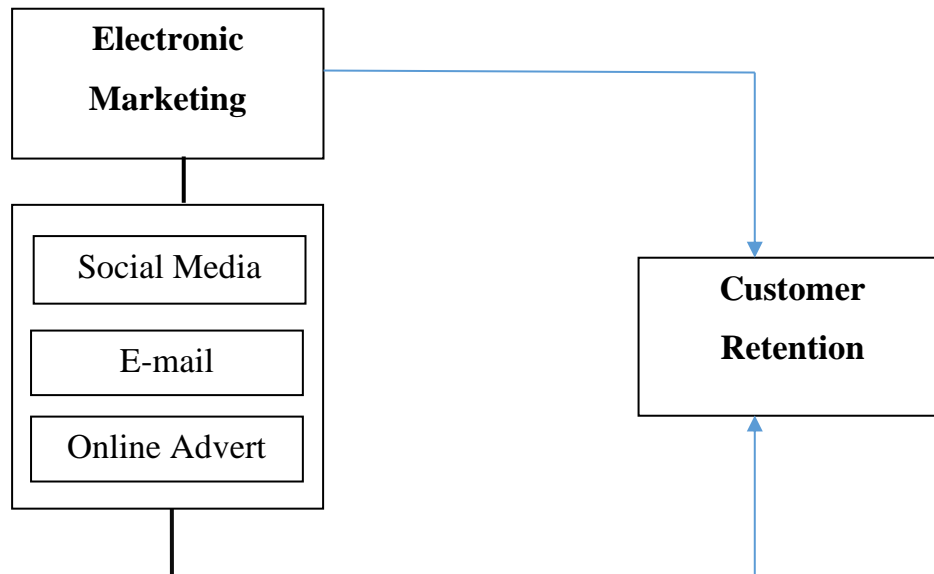 Electronic
Marketing
Social Media
E-mail
Online Advert
Customer
Retention